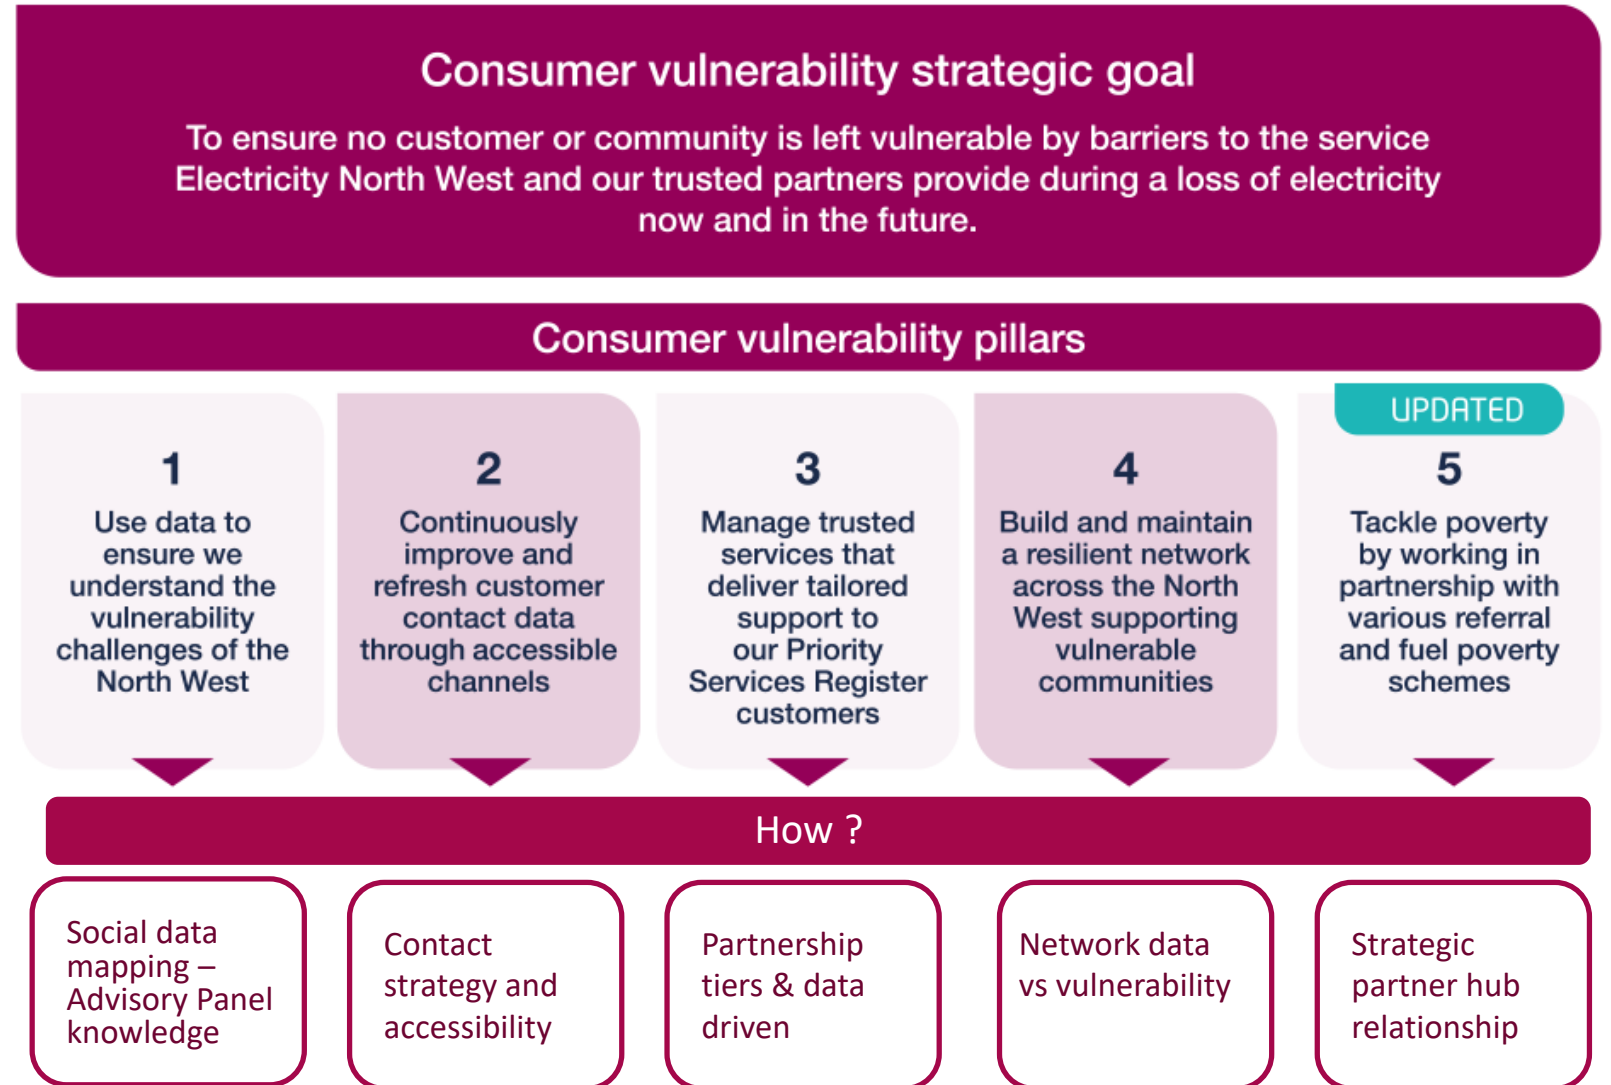 Consumer vulnerability strategic goal
To ensure no customer or community is left vulnerable by barriers to the service
Electricity North West and our trusted partners provide during a loss of electricity
now and in the future.
Consumer vulnerability pillars
1
Use data to
ensure we
understand the
vulnerability
challenges of the
North West
2
Continuously
improve and
refresh customer
contact data
through accessible
channels
3
Manage trusted
services that
deliver tailored
support to
our Priority
Services Register
customers
4
Build and maintain
a resilient network
across the North
West supporting
vulnerable
communities
UPDATED
5
Tackle poverty
by working in
partnership with
various referral
and fuel poverty
schemes
How ?
Social data
mapping –
Advisory Panel
knowledge
Contact
strategy and
accessibility
Partnership
tiers & data
driven
Network data
vs vulnerability
Strategic
partner hub
relationship